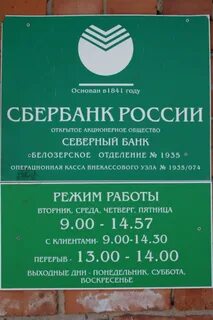 Основан в 1841 году
СБЕРБАНК РОССИИ
ОТКРЫТОЕ АКЦИОНЕРНОЕ ОБЩЕСТВО
СЕВЕРНЫЙ БАНК
«БЕЛОЗЕРСКОЕ ОТДЕЛЕНИЕ № 1935 »
ОПЕРАЦИОННАЯ КАССА ВНЕКАССОВОГО УЗЛА № 1935/074
РЕЖИМ РАБОТЫ
ВТОРНИК, СРЕДА, ЧЕТВЕРГ, ПЯТНИЦА
9.00 - 14.57
С КЛИЕНТАМИ- 9.00-14.30
ПЕРЕРЫВ - 13.00 - 14.00
ВЫХОДНЫЕ ДНИ - ПОНЕДЕЛЬНИК, СУББОТА,
ВОСКРЕСЕНЬЕ